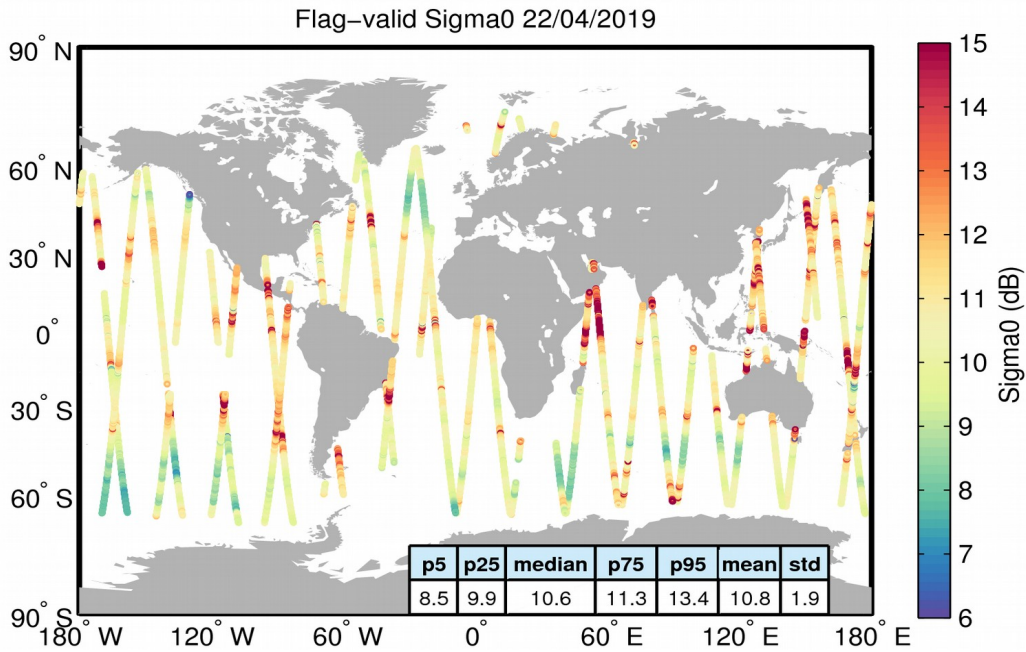 Flag−valid Sigma0 22/04/2019
90° N
60° N
30° N
0°
30° S
60° S
90° S
180° W
120° W
60° W
0°
60° E
120° E
180° E
p5 p25 median p75 p95 mean std
8.5 9.9 10.6 11.3 13.4 10.8 1.9
15
14
13
12
11
10
9
8
7
6
Sigma0 (dB)